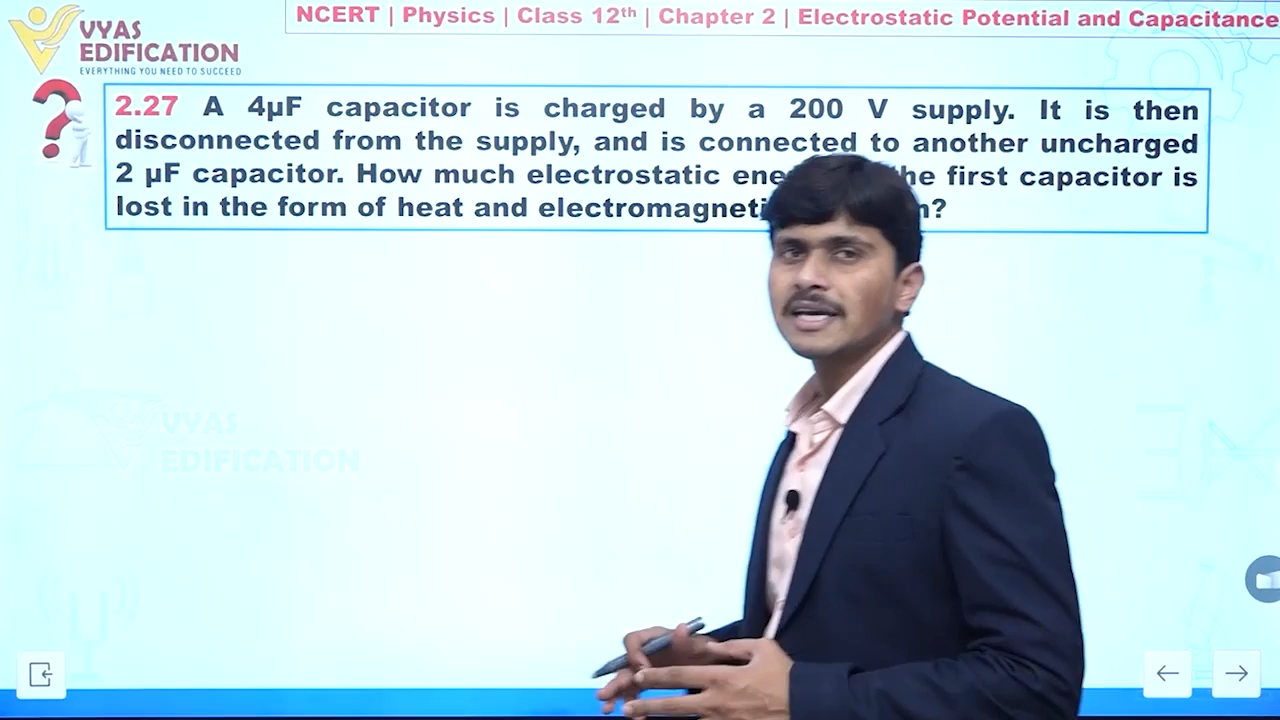 NCERT | Physics | Class 12th | Chapter 2 | Electrostatic Potential and Capacitance
VYAS
EDIFICATION
EVERYTHING YOU NEED TO SUCCEED
2.27 A 4µF capacitor is charged by a 200 V supply. It is then
disconnected from the supply, and is connected to another uncharged
2 µF capacitor. How much electrostatic first capacitor is
lost in the form of heat and
VYAS
EDIFICATION